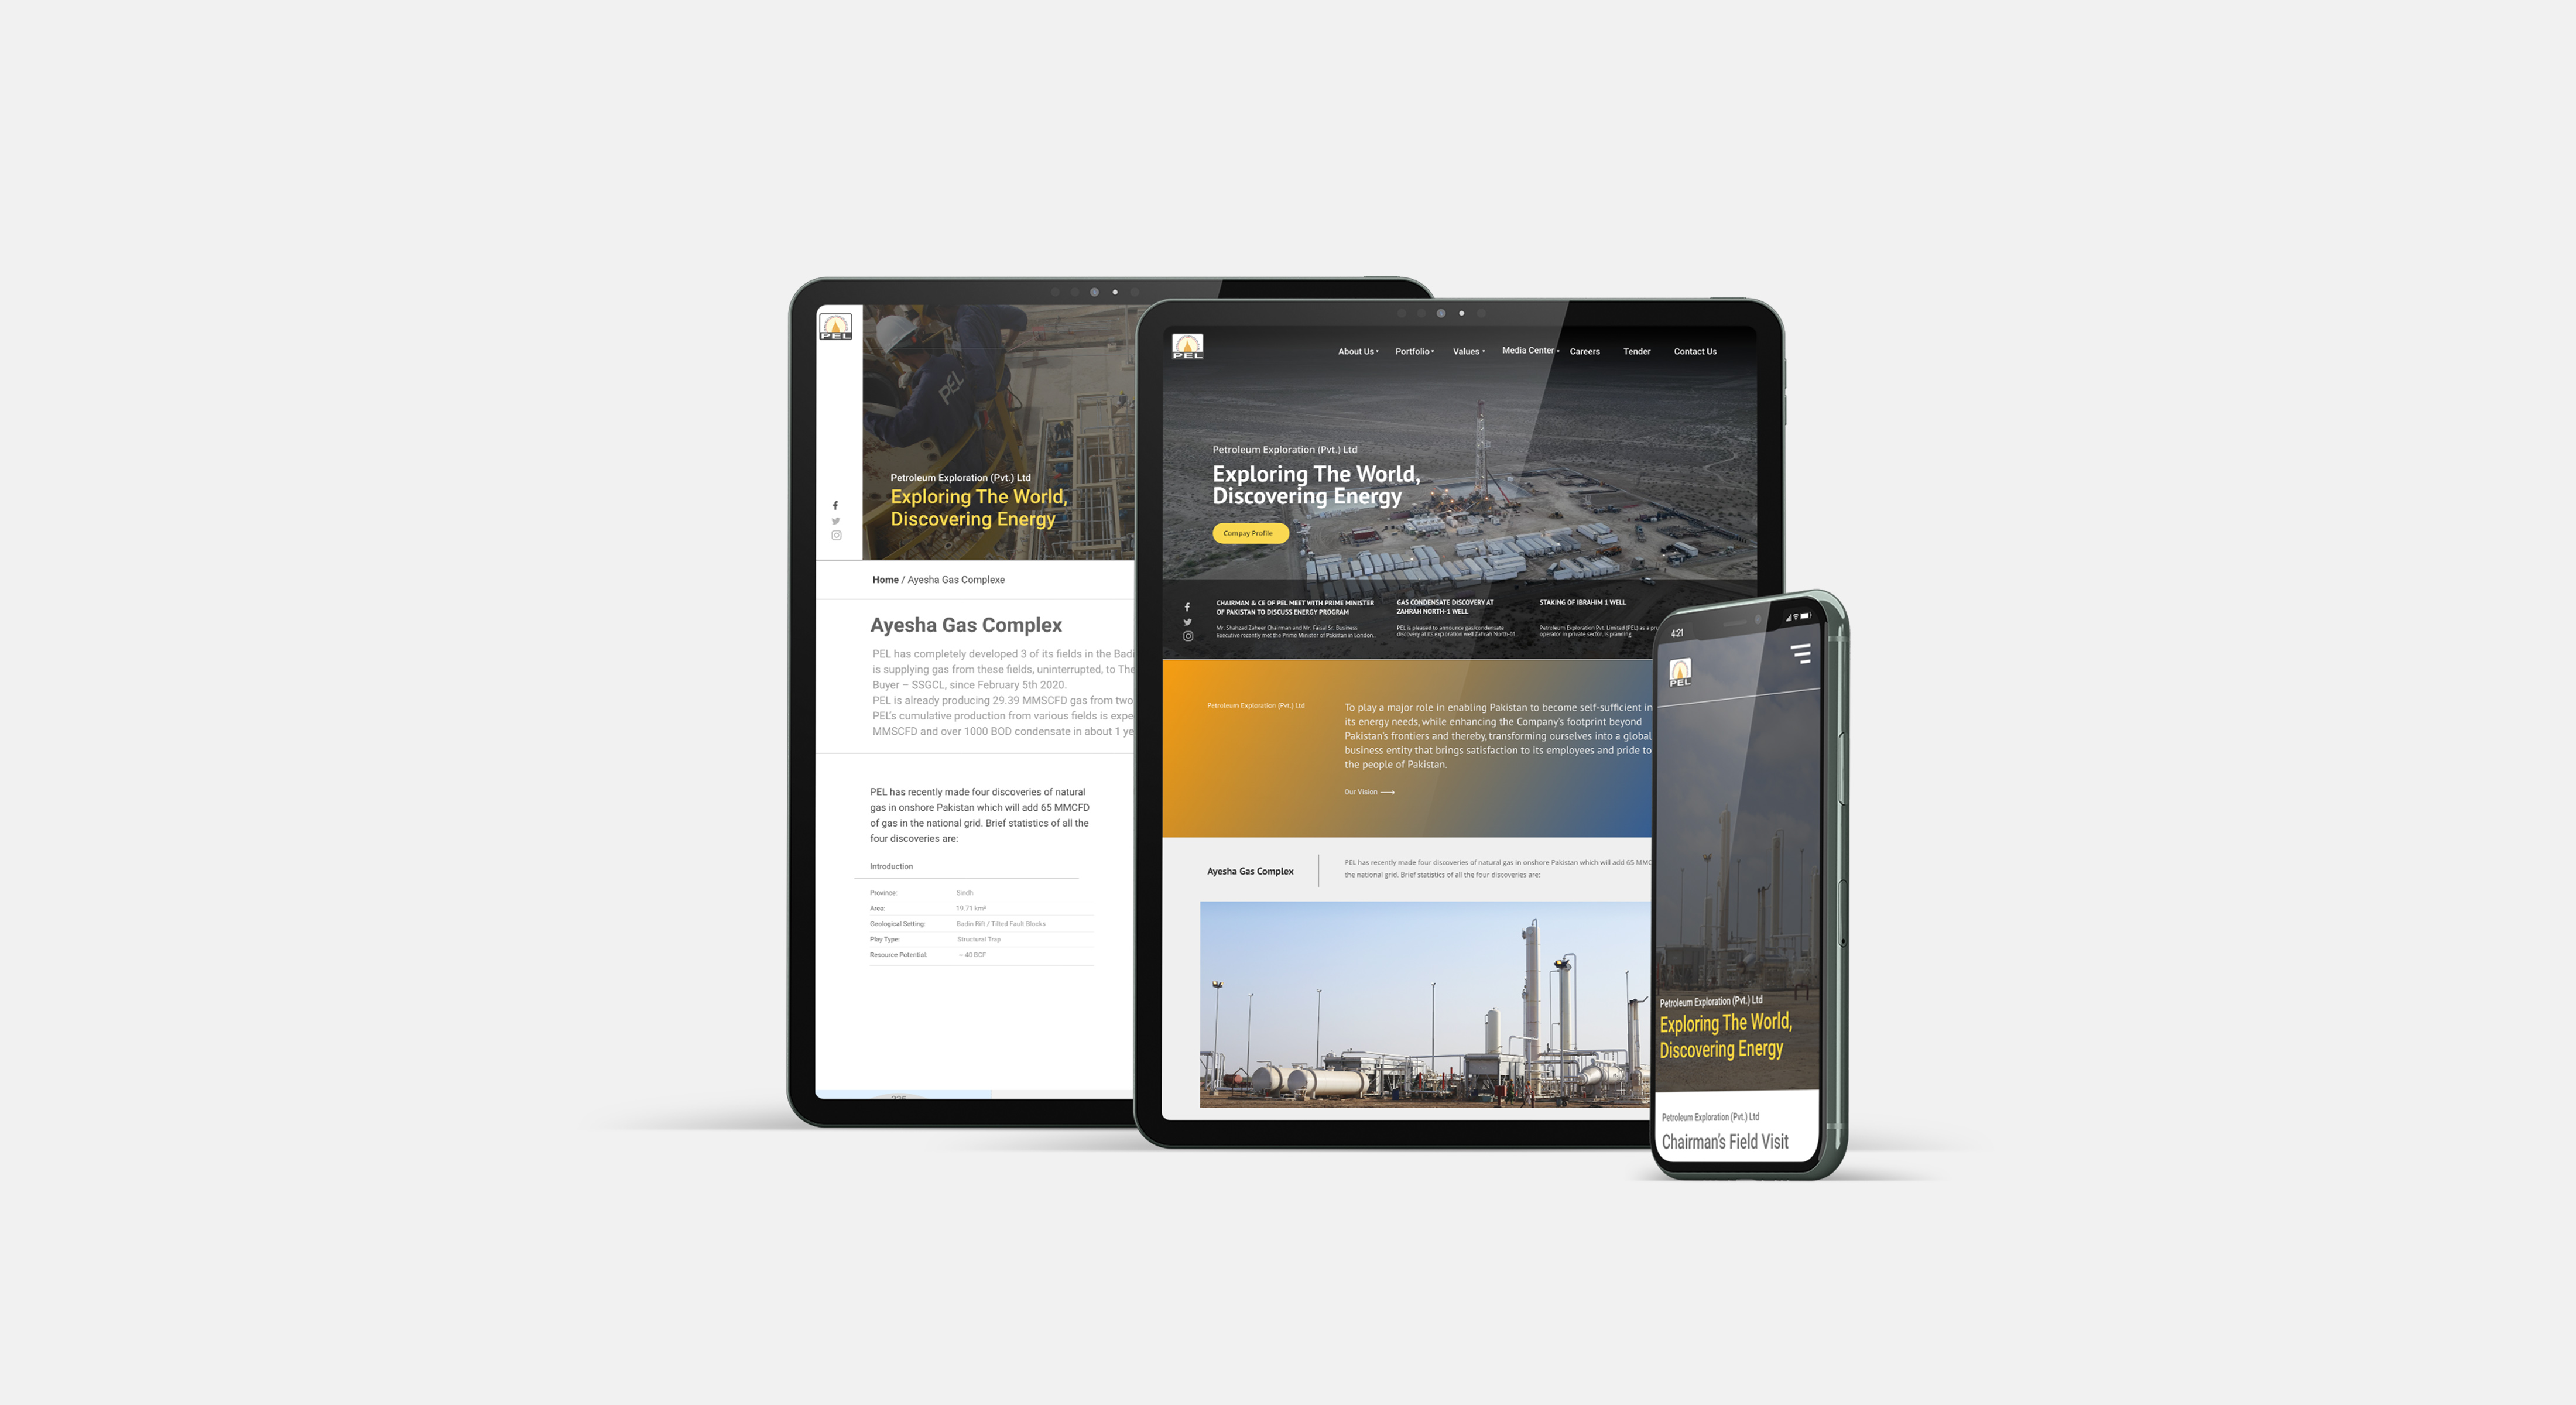 PEL
PEL
Petroleum Exploration (Pvt.) Ltd
Exploring The World,
Discovering Energy
Home / Ayesha Gas Complexe
Ayesha Gas Complex
PEL has completely developed 3 of its fields in the Badi
is supplying gas from these fields, uninterrupted, to The
Buyer – SSGCL, since February 5th 2020.
PEL is already producing 29.39 MMSCFD gas from two
PEL's cumulative production from various fields is expe
MMSCFD and over 1000 BOD condensate in about 1 ye
PEL has recently made four discoveries of natural
gas in onshore Pakistan which will add 65 MMCFD
of gas in the national grid. Brief statistics of all the
four discoveries are:
Introduction
Province: Sindh
Area: 19.71 km²
Geological Setting: Badin Rift / Tilted Fault Blocks
Play Type: Structural Trap
Resource Potential: ~ 40 BCF
PEL
About Us Portfolio Values Media Center Careers Tender Contact Us
Petroleum Exploration (Pvt.) Ltd
Exploring The World,
Discovering Energy
Compay Profile
CHAIRMAN & CE OF PEL MEET WITH PRIME MINISTER
OF PAKISTAN TO DISCUSS ENERGY PROGRAM
Mr. Shahzad Zaheer Chairman and Mr. Faisal Sr. Business
Executive recently met the Prime Minister of Pakistan in London.
GAS CONDENSATE DISCOVERY AT
ZAHRAH NORTH-1 WELL
PEL is pleased to announce gas/condensate
discovery at its exploration well Zahrah North-01.
STAKING OF IBRAHIM 1 WELL
Petroleum Exploration Pvt. Limited (PEL) as a pro
operator in private sector, is planning
Petroleum Exploration (Pvt.) Ltd
To play a major role in enabling Pakistan to become self-sufficient in
its energy needs, while enhancing the Company's footprint beyond
Pakistan's frontiers and thereby, transforming ourselves into a global
business entity that brings satisfaction to its employees and pride to
the people of Pakistan.
Our Vision
Ayesha Gas Complex
PEL has recently made four discoveries of natural gas in onshore Pakistan which will add 65 MMC
the national grid. Brief statistics of all the four discoveries are:
4:21
PEL
Petroleum Exploration (Pvt.) Ltd
Exploring The World,
Discovering Energy
Petroleum Exploration (Pvt.) Ltd
Chairman's Field Visit